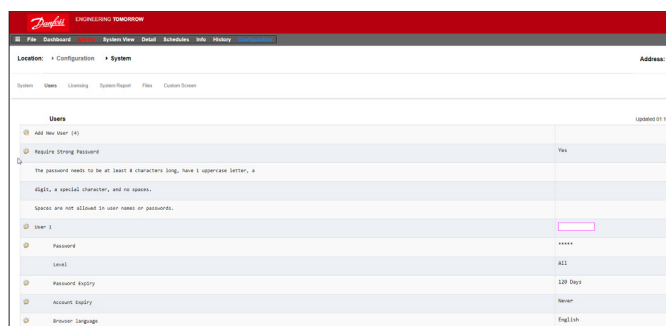 Danfoss ENGINEERING TOMORROW
File Dashboard System View Detail Schedules Info History Configuration
Location: Configuration System Address:
System Users Licensing System Report Files Custom Screen
Users Updated 01:1
Add New User (4)
Require Strong Password Yes
The password needs to be at least 8 characters long, have 1 uppercase letter, a
digit, a special character, and no spaces.
Spaces are not allowed in user names or passwords.
User 1
Password *****
Level All
Password Expiry 120 Days
Account Expiry Never
Browser language English